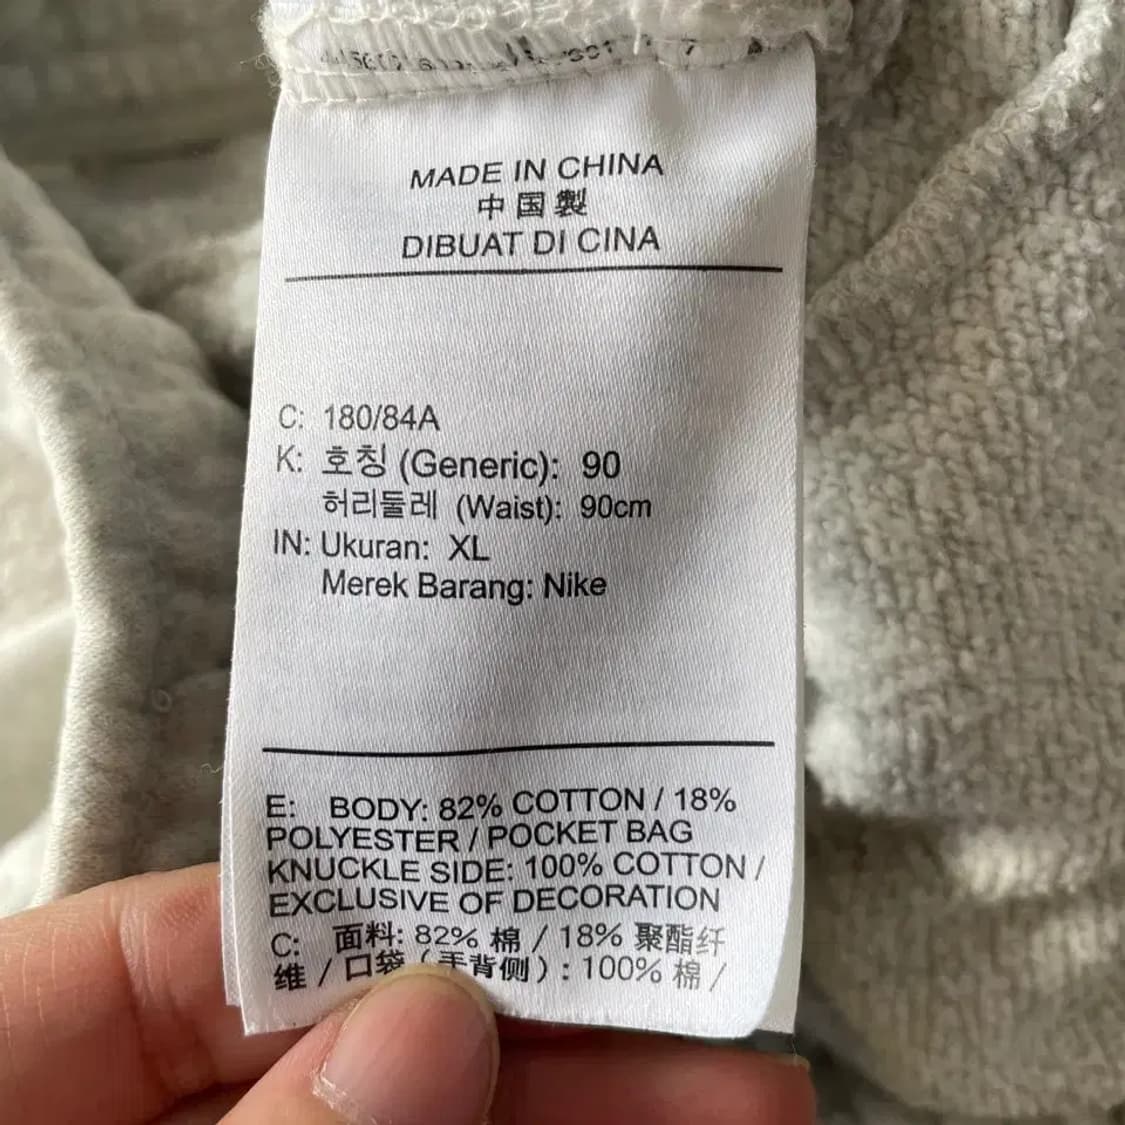 MADE IN CHINA
中国製
DIBUAT DI CINA
C: 180/84A
K: 호칭 (Generic): 90
허리둘레 (Waist): 90cm
IN: Ukuran: XL
Merek Barang: Nike
E: BODY: 82% COTTON / 18%
POLYESTER / POCKET BAG
KNUCKLE SIDE: 100% COTTON /
EXCLUSIVE OF DECORATION
C: 面料: 82% 棉 / 18% 聚酯纤
维 / 口袋 (手背侧) : 100% 棉 /